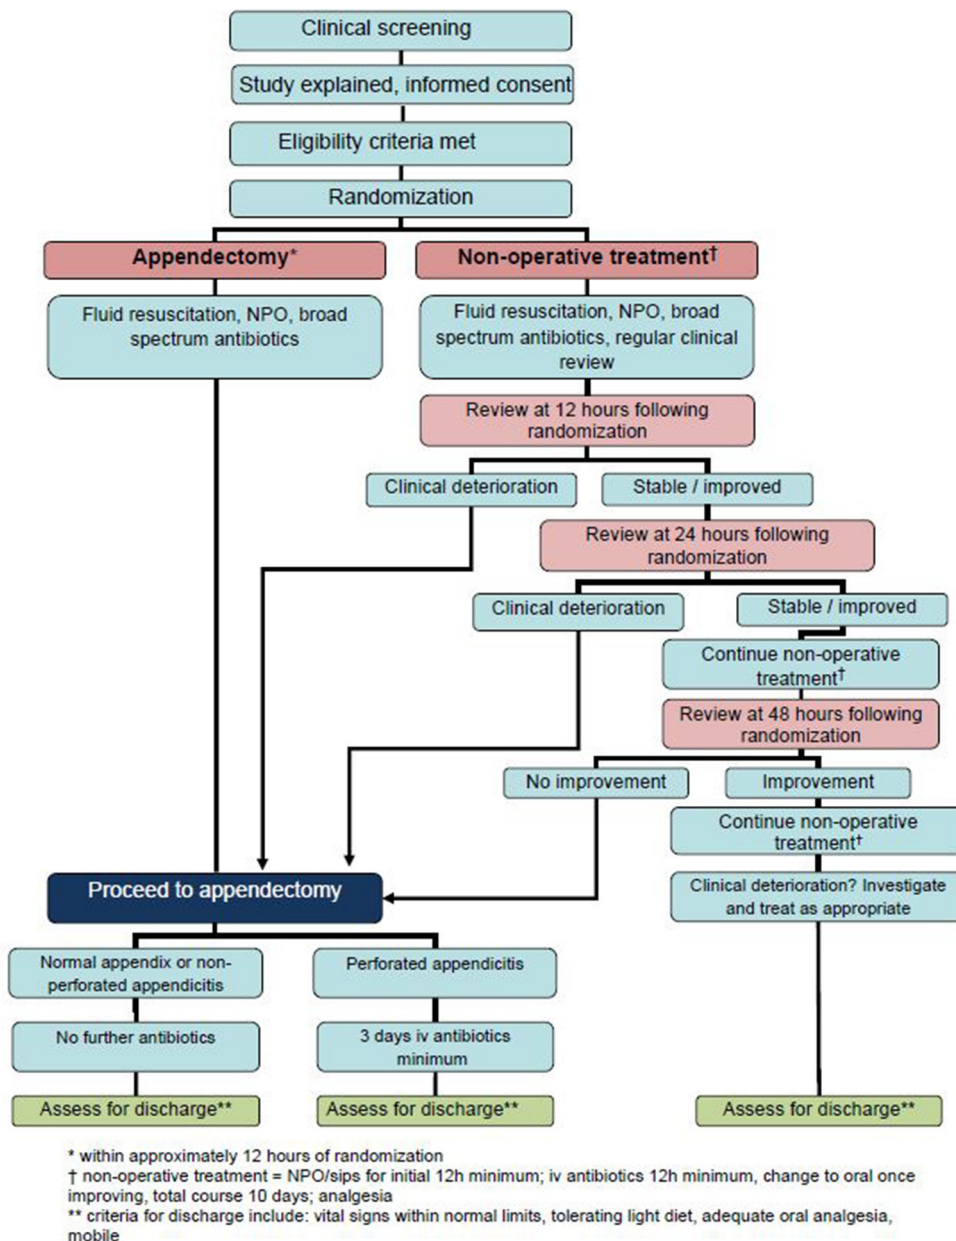 Clinical screening
Study explained, informed consent
Eligibility criteria met
Randomization
Appendectomy*
Non-operative treatment†
Fluid resuscitation, NPO, broad
spectrum antibiotics
Fluid resuscitation, NPO, broad
spectrum antibiotics, regular clinical
review
Review at 12 hours following
randomization
Clinical deterioration
Stable / improved
Review at 24 hours following
randomization
Clinical deterioration
Stable / improved
Continue non-operative
treatment†
Review at 48 hours following
randomization
No improvement
Improvement
Continue non-operative
treatment†
Clinical deterioration? Investigate
and treat as appropriate
Proceed to appendectomy
Normal appendix or non-
perforated appendicitis
Perforated appendicitis
No further antibiotics
3 days iv antibiotics
minimum
Assess for discharge**
Assess for discharge**
Assess for discharge**
* within approximately 12 hours of randomization
† non-operative treatment = NPO/sips for initial 12h minimum; iv antibiotics 12h minimum, change to oral once
improving, total course 10 days; analgesia
** criteria for discharge include: vital signs within normal limits, tolerating light diet, adequate oral analgesia,
mobile